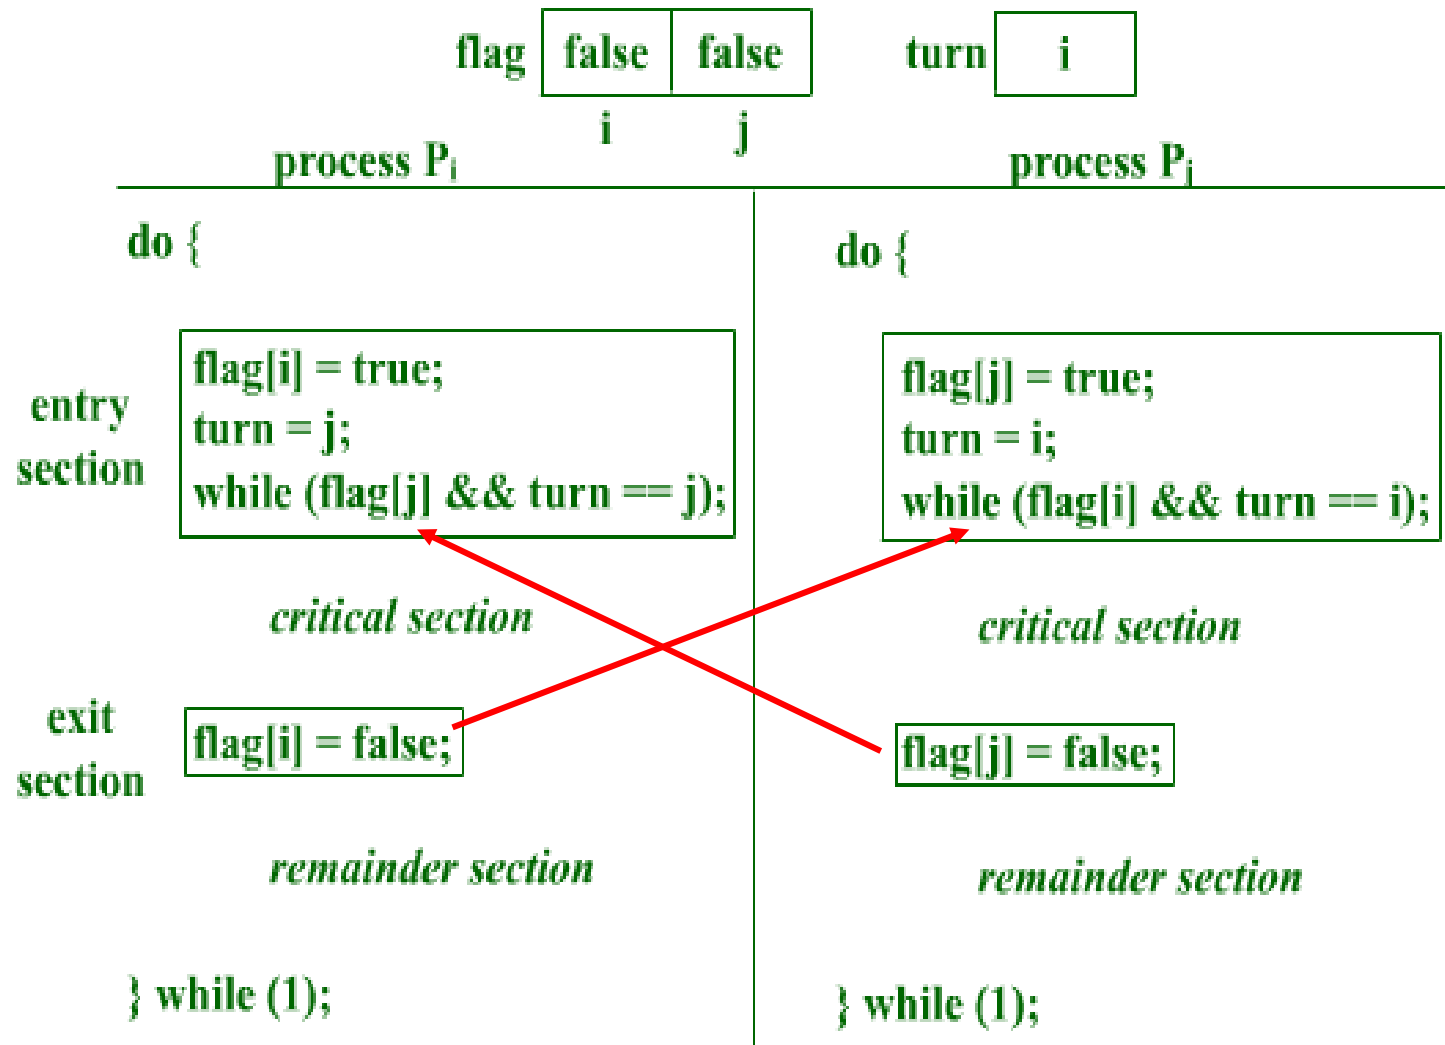 flag false false turn i
i j
process Pi process Pj
do {
flag[i] = true;
entry turn = j;
section while (flag[j] && turn == j);
critical section
exit
section flag[i] = false;
remainder section
} while (1);
do {
flag[j] = true;
turn = i;
while (flag[i] && turn == i);
critical section
flag[j] = false;
remainder section
} while (1);